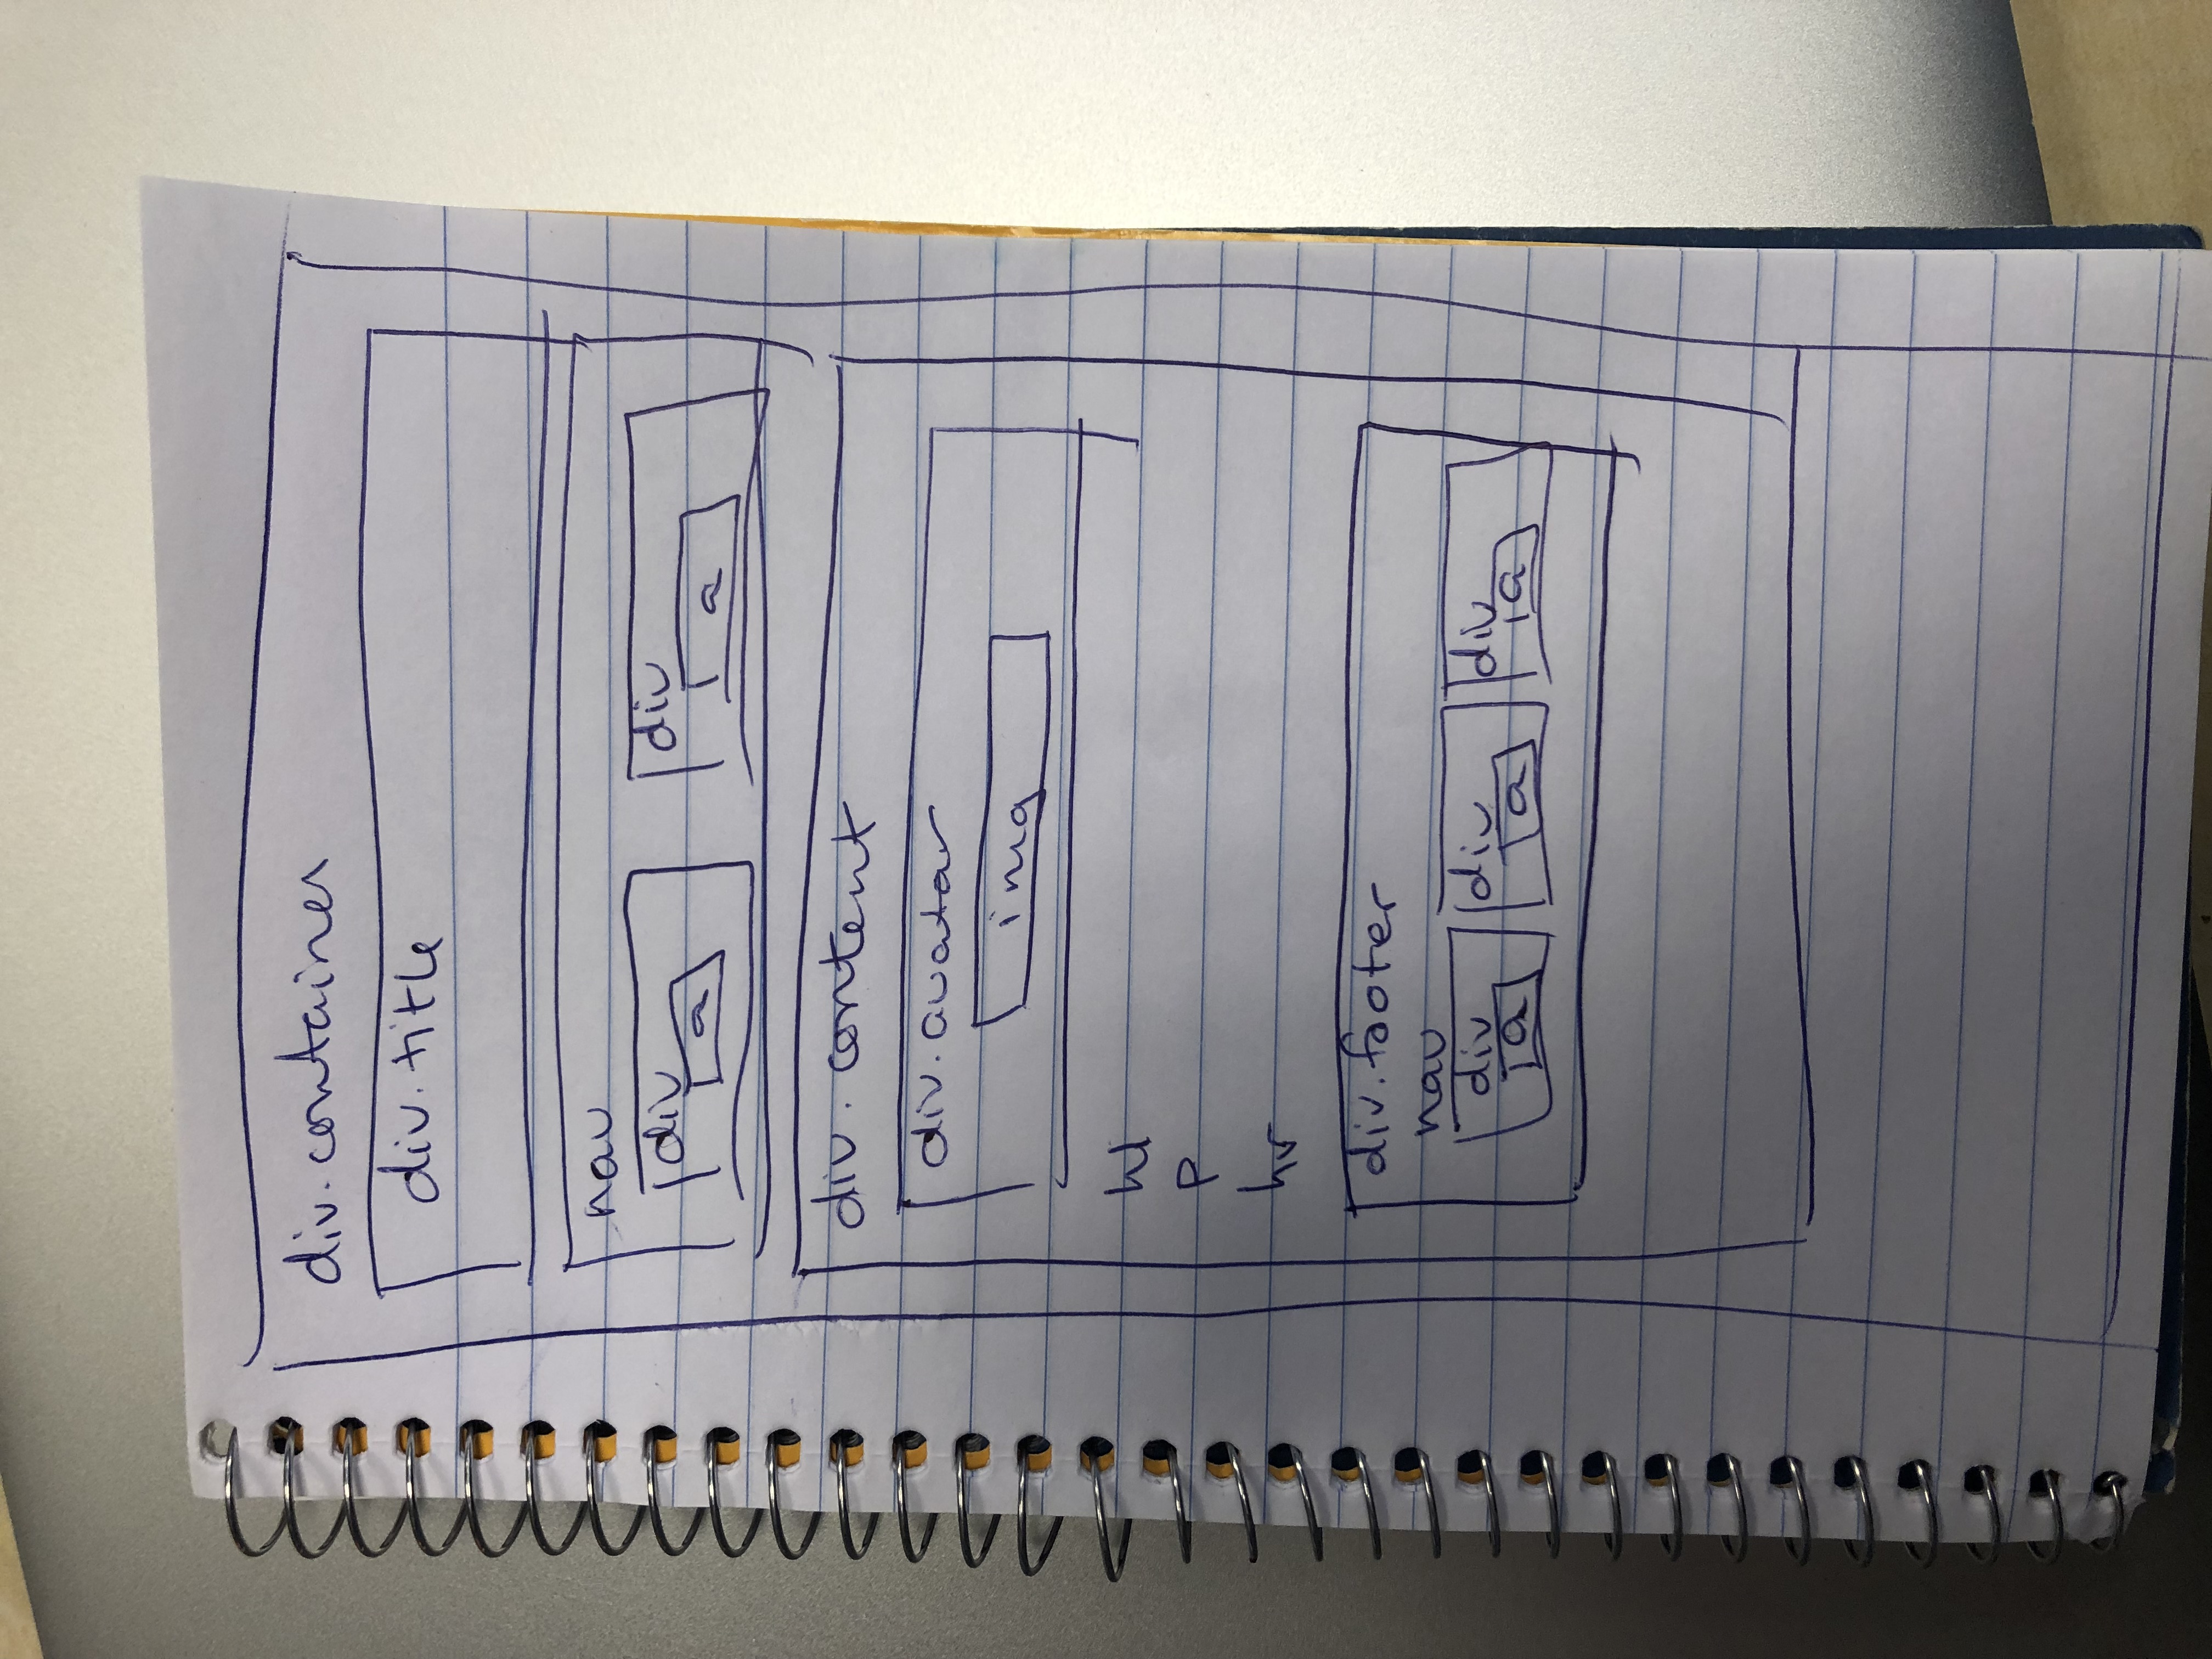 div.container
div.title
nav
div div
a a
div.content
div.avatar
img
h1
p
hr
div.footer
nav
div div div
a a a